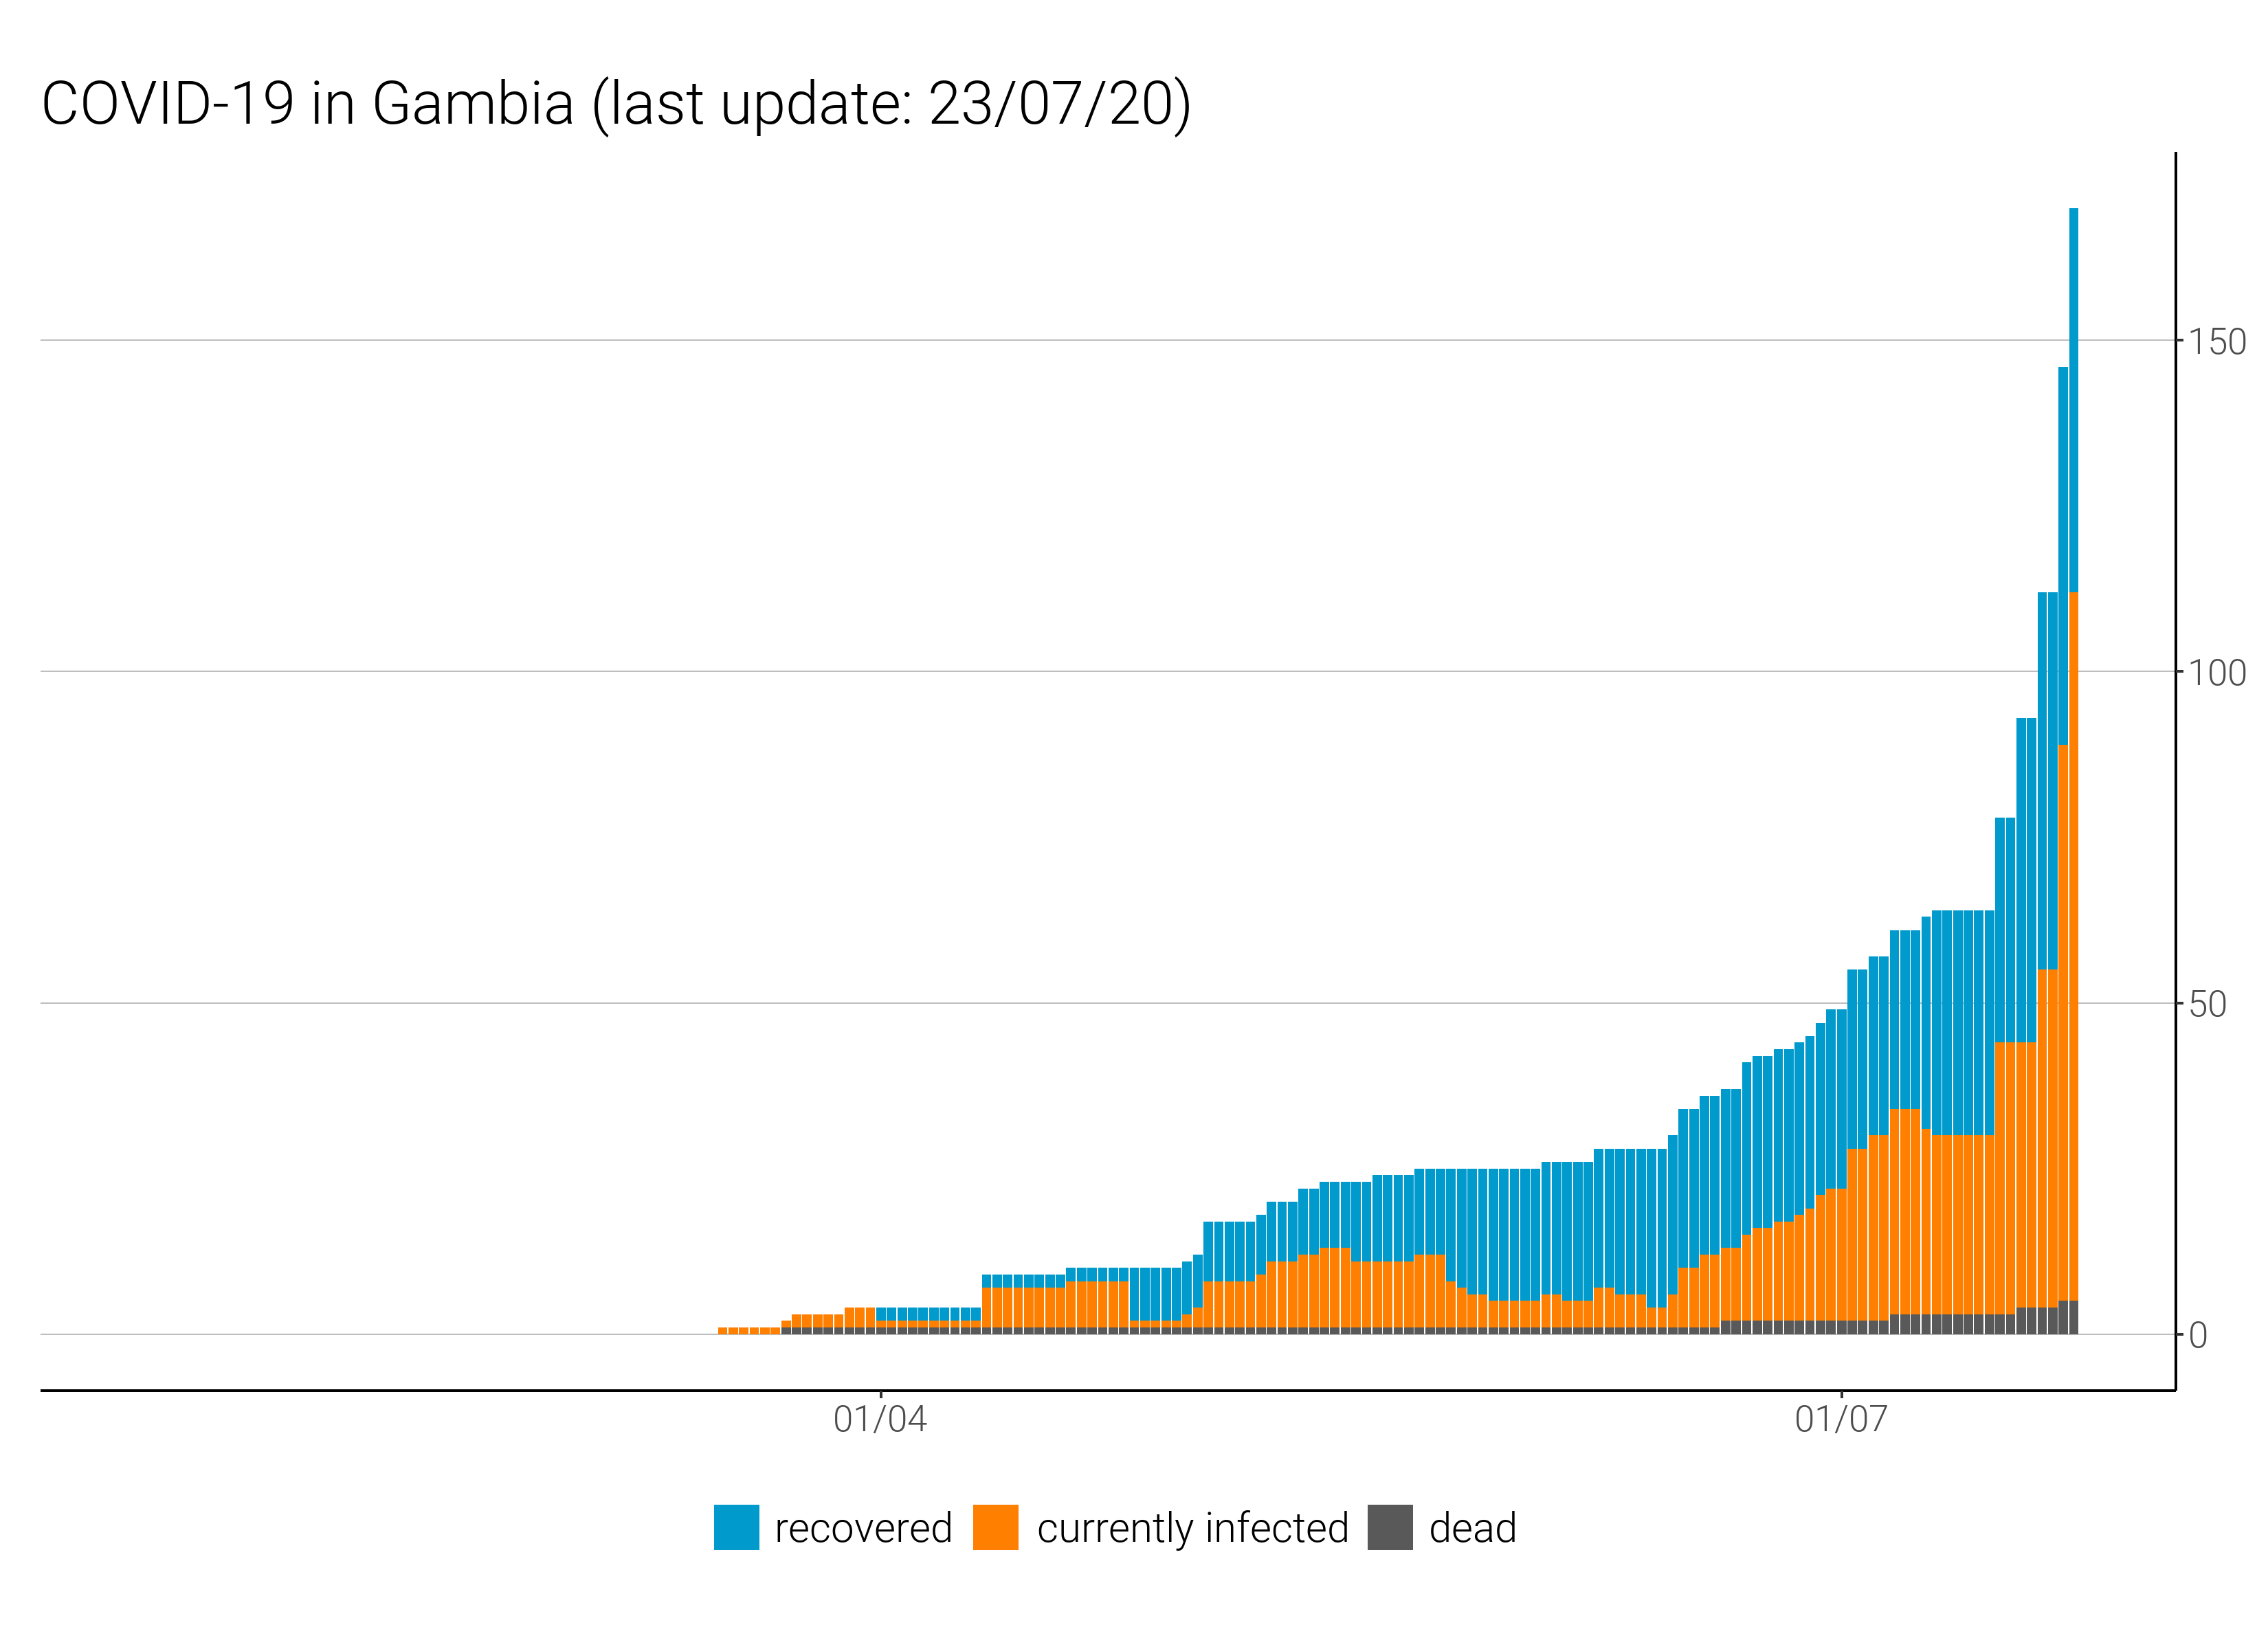 COVID-19 in Gambia (last update: 23/07/20)
150
100
50
0
01/04 01/07
recovered currently infected dead